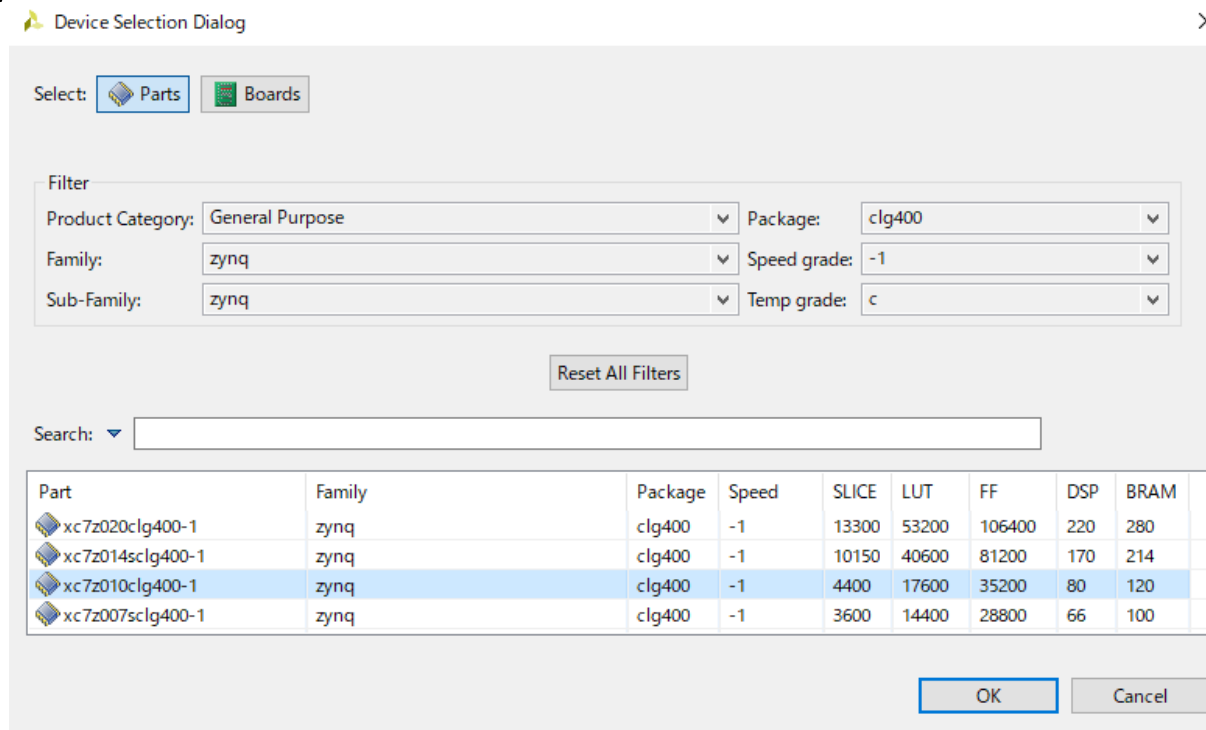 Device Selection Dialog
Select: Parts Boards
Filter
Product Category: General Purpose Package: clg400
Family: zynq Speed grade: -1
Sub-Family: zynq Temp grade: c
Reset All Filters
Search:
Part Family Package Speed SLICE LUT FF DSP BRAM
xc7z020clg400-1 zynq clg400 -1 13300 53200 106400 220 280
xc7z014sclg400-1 zynq clg400 -1 10150 40600 81200 170 214
xc7z010clg400-1 zynq clg400 -1 4400 17600 35200 80 120
xc7z007sclg400-1 zynq clg400 -1 3600 14400 28800 66 100
OK Cancel